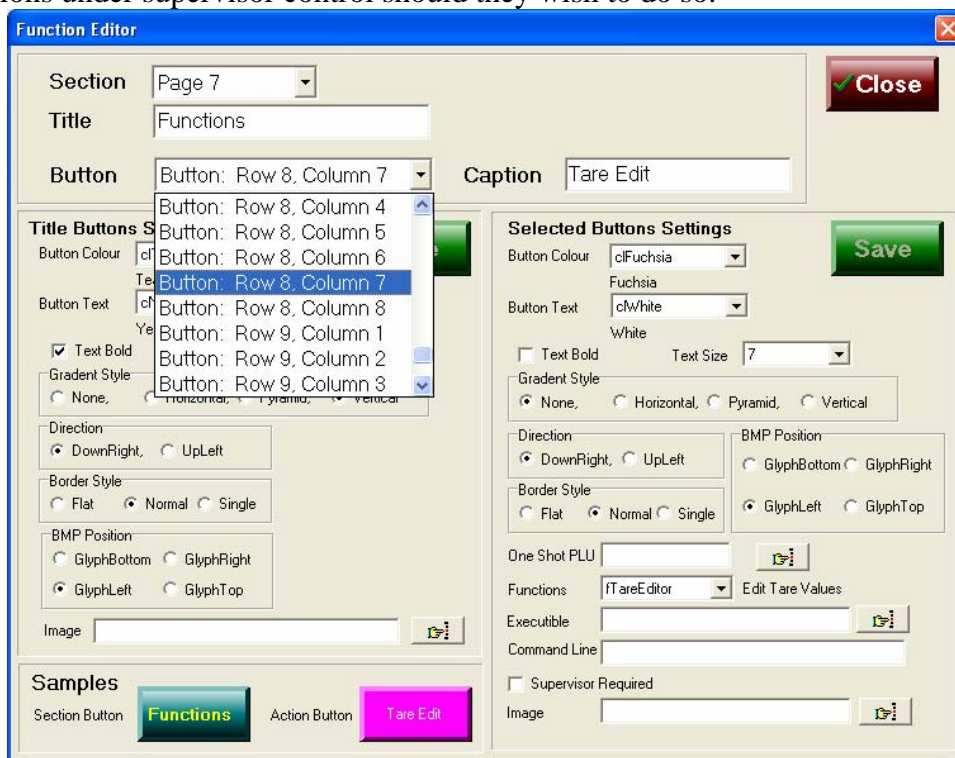 ions under supervisor control should they wish to do so.
Function Editor
Section Page 7
Close
Title Functions
Button Button: Row 8, Column 7 Caption Tare Edit
Button: Row 8, Column 4
Button: Row 8, Column 5
Button: Row 8, Column 6
Button: Row 8, Column 7
Button: Row 8, Column 8
Button: Row 9, Column 1
Button: Row 9, Column 2
Button: Row 9, Column 3
Title Buttons S
Button Colour
Button Text
Text Bold
Gradent Style
None, Horizontal, Pyramid, Vertical
Direction
DownRight, UpLeft
Border Style
Flat Normal Single
BMP Position
GlyphBottom GlyphRight
GlyphLeft GlyphTop
Image
Selected Buttons Settings
Save
Button Colour clFuchsia
Fuchsia
Button Text clWhite
White
Text Bold Text Size 7
Gradent Style
None, Horizontal, Pyramid, Vertical
Direction
DownRight, UpLeft
Border Style
Flat Normal Single
BMP Position
GlyphBottom GlyphRight
GlyphLeft GlyphTop
One Shot PLU
Functions fTareEditor Edit Tare Values
Executible
Command Line
Supervisor Required
Image
Samples
Section Button Functions Action Button Tare Edit